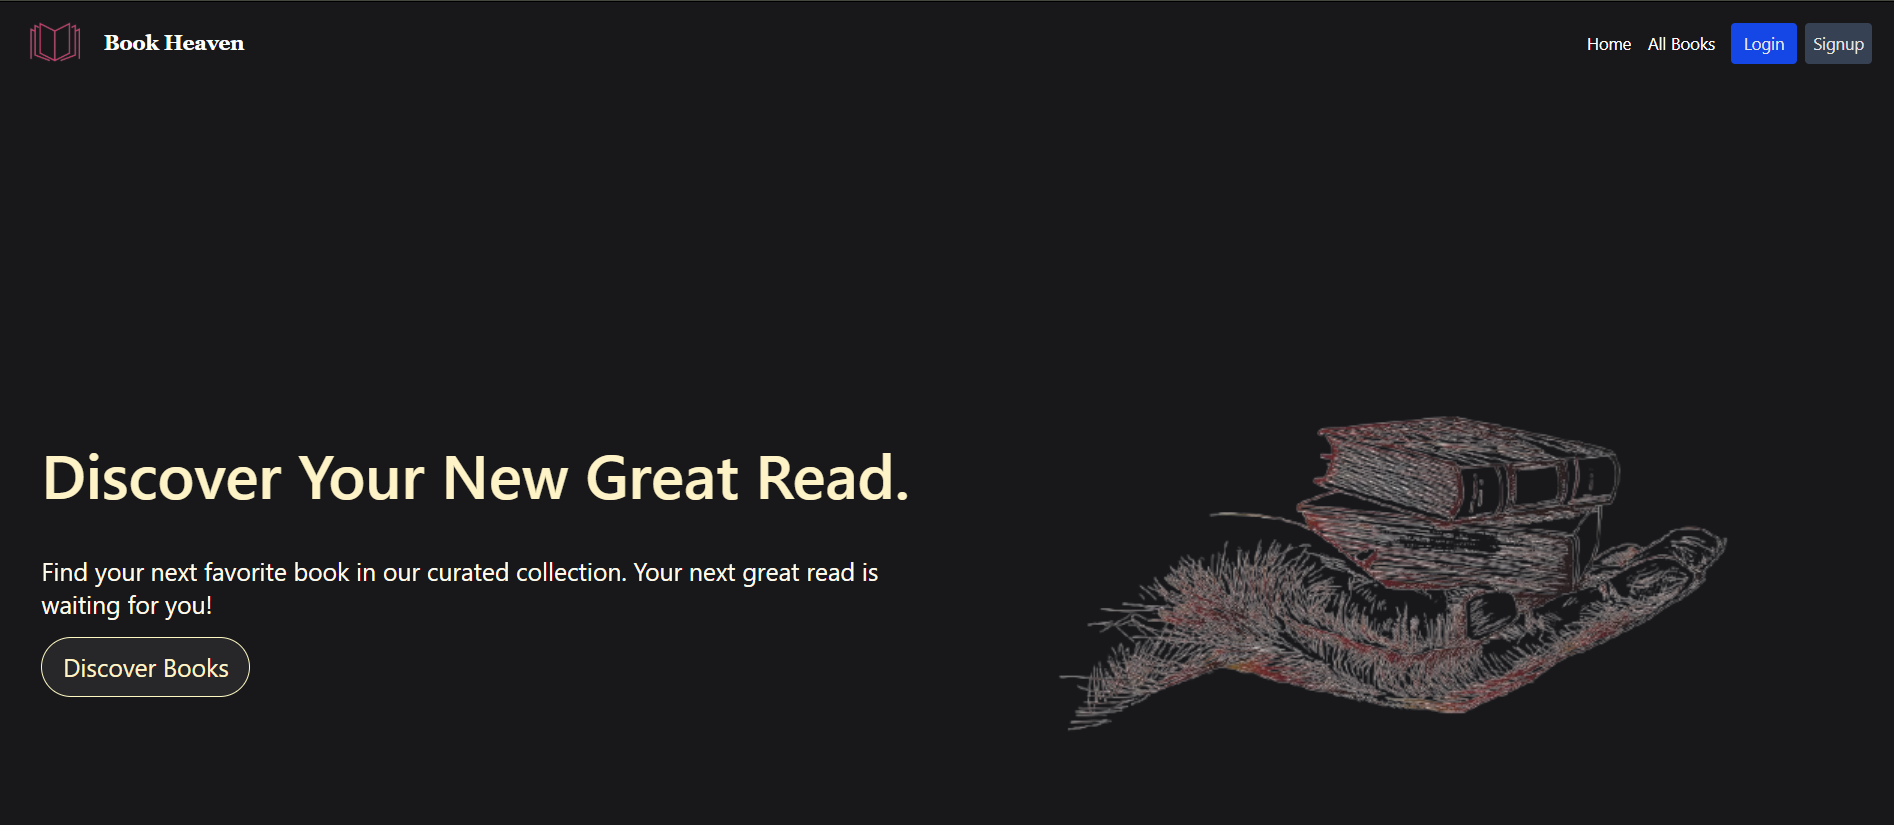 Book Heaven
Home
All Books
Login
Signup
Discover Your New Great Read.
Find your next favorite book in our curated collection. Your next great read is
waiting for you!
Discover Books